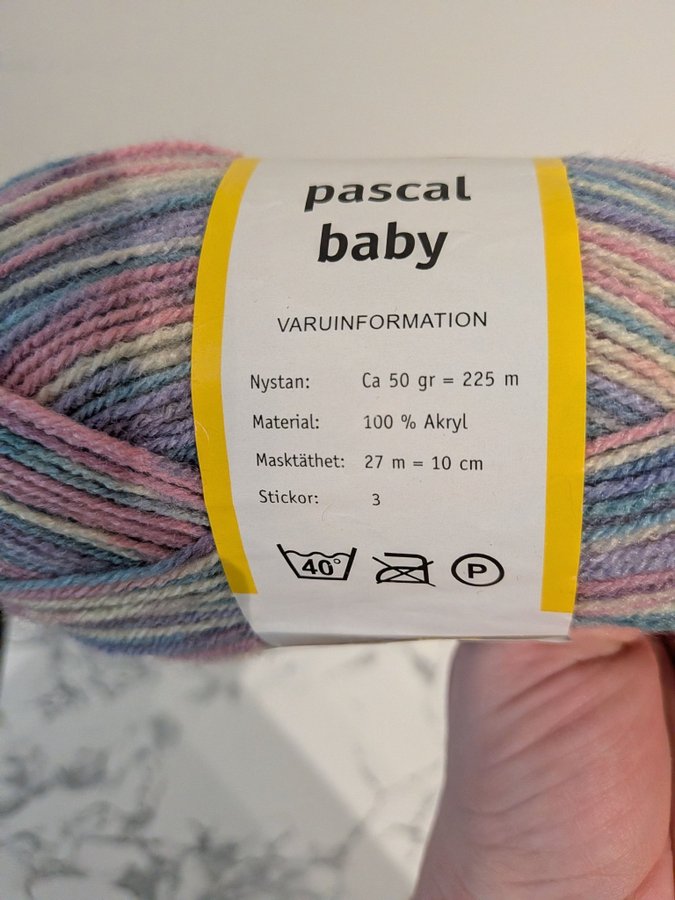 pascal
baby
VARUINFORMATION
Nystan: Ca 50 gr = 225 m
Material: 100 % Akryl
Masktäthet: 27 m = 10 cm
Stickor: 3
40° P